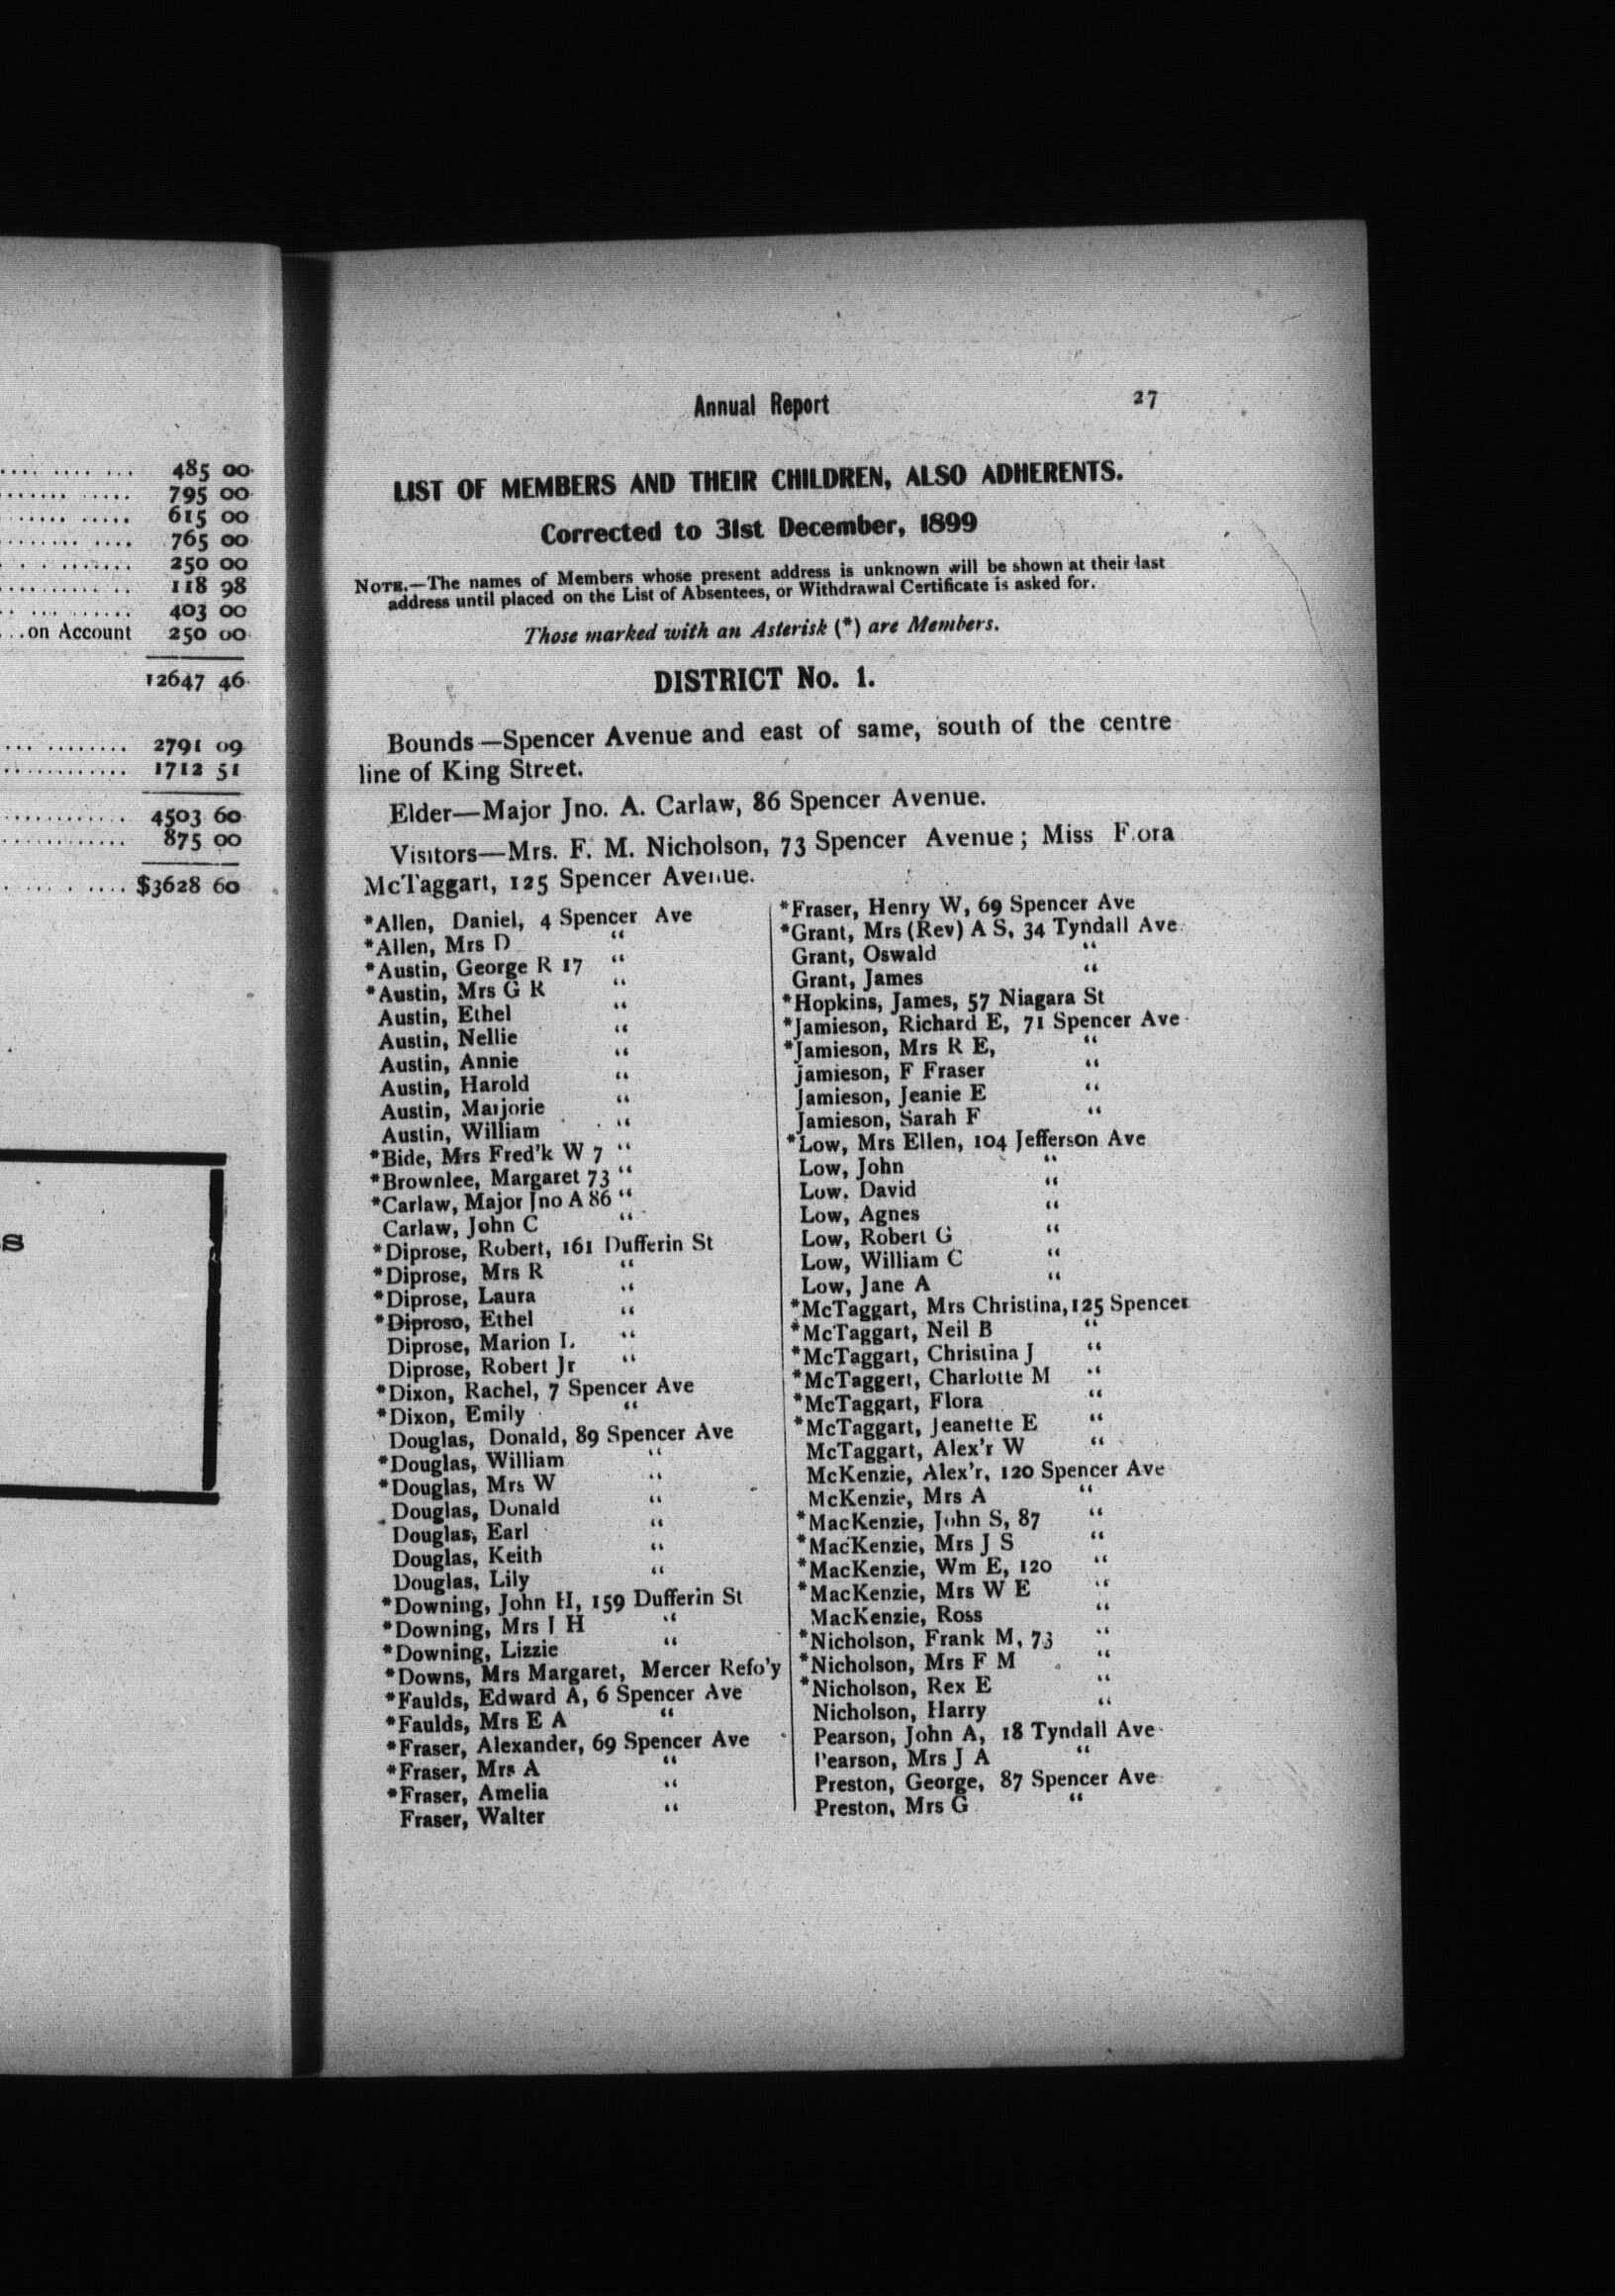 485 00
795 00
615 00
765 00
250 00
118 98
403 00
on Account 250 00
12647 46
2791 09
1712 51
4503 60
875 00
$3628 60
s
Annual Report 27
LIST OF MEMBERS AND THEIR CHILDREN, ALSO ADHERENTS.
Corrected to 31st December, 1899
NOTE.—The names of Members whose present address is unknown will be shown at their last
address until placed on the List of Absentees, or Withdrawal Certificate is asked for.
Those marked with an Asterisk (*) are Members.
DISTRICT No. 1.
Bounds—Spencer Avenue and east of same, south of the centre
line of King Street.
Elder—Major Jno. A. Carlaw, 86 Spencer Avenue.
Visitors—Mrs. F. M. Nicholson, 73 Spencer Avenue; Miss Flora
McTaggart, 125 Spencer Avenue.
*Allen, Daniel, 4 Spencer Ave
*Allen, Mrs D "
*Austin, George R 17 "
*Austin, Mrs G R "
Austin, Ethel "
Austin, Nellie "
Austin, Annie "
Austin, Harold "
Austin, Marjorie "
Austin, William "
*Bide, Mrs Fred'k W 7 "
*Brownlee, Margaret 73 "
*Carlaw, Major Jno A 86 "
Carlaw, John C "
*Diprose, Robert, 161 Dufferin St
*Diprose, Mrs R "
*Diprose, Laura "
*Diproso, Ethel "
Diprose, Marion L "
Diprose, Robert Jr "
*Dixon, Rachel, 7 Spencer Ave
*Dixon, Emily "
Douglas, Donald, 89 Spencer Ave
*Douglas, William "
*Douglas, Mrs W "
Douglas, Donald "
Douglas, Earl "
Douglas, Keith "
Douglas, Lily "
*Downing, John H, 159 Dufferin St
*Downing, Mrs J H "
*Downing, Lizzie "
*Downs, Mrs Margaret, Mercer Refo'y
*Faulds, Edward A, 6 Spencer Ave
*Faulds, Mrs E A "
*Fraser, Alexander, 69 Spencer Ave
*Fraser, Mrs A "
*Fraser, Amelia "
Fraser, Walter "
*Fraser, Henry W, 69 Spencer Ave
*Grant, Mrs (Rev) A S, 34 Tyndall Ave
Grant, Oswald "
Grant, James "
*Hopkins, James, 57 Niagara St
*Jamieson, Richard E, 71 Spencer Ave
*Jamieson, Mrs R E, "
Jamieson, F Fraser "
Jamieson, Jeanie E "
Jamieson, Sarah F "
*Low, Mrs Ellen, 104 Jefferson Ave
Low, John "
Low, David "
Low, Agnes "
Low, Robert G "
Low, William C "
Low, Jane A "
*McTaggart, Mrs Christina, 125 Spencer
*McTaggart, Neil B "
*McTaggart, Christina J "
*McTaggert, Charlotte M "
*McTaggart, Flora "
*McTaggart, Jeanette E "
McTaggart, Alex'r W "
McKenzie, Alex'r, 120 Spencer Ave
McKenzie, Mrs A "
*MacKenzie, John S, 87 "
*MacKenzie, Mrs J S "
*MacKenzie, Wm E, 120 "
*MacKenzie, Mrs W E "
MacKenzie, Ross "
*Nicholson, Frank M, 73 "
*Nicholson, Mrs F M "
*Nicholson, Rex E "
Nicholson, Harry "
Pearson, John A, 18 Tyndall Ave
Pearson, Mrs J A "
Preston, George, 87 Spencer Ave
Preston, Mrs G "